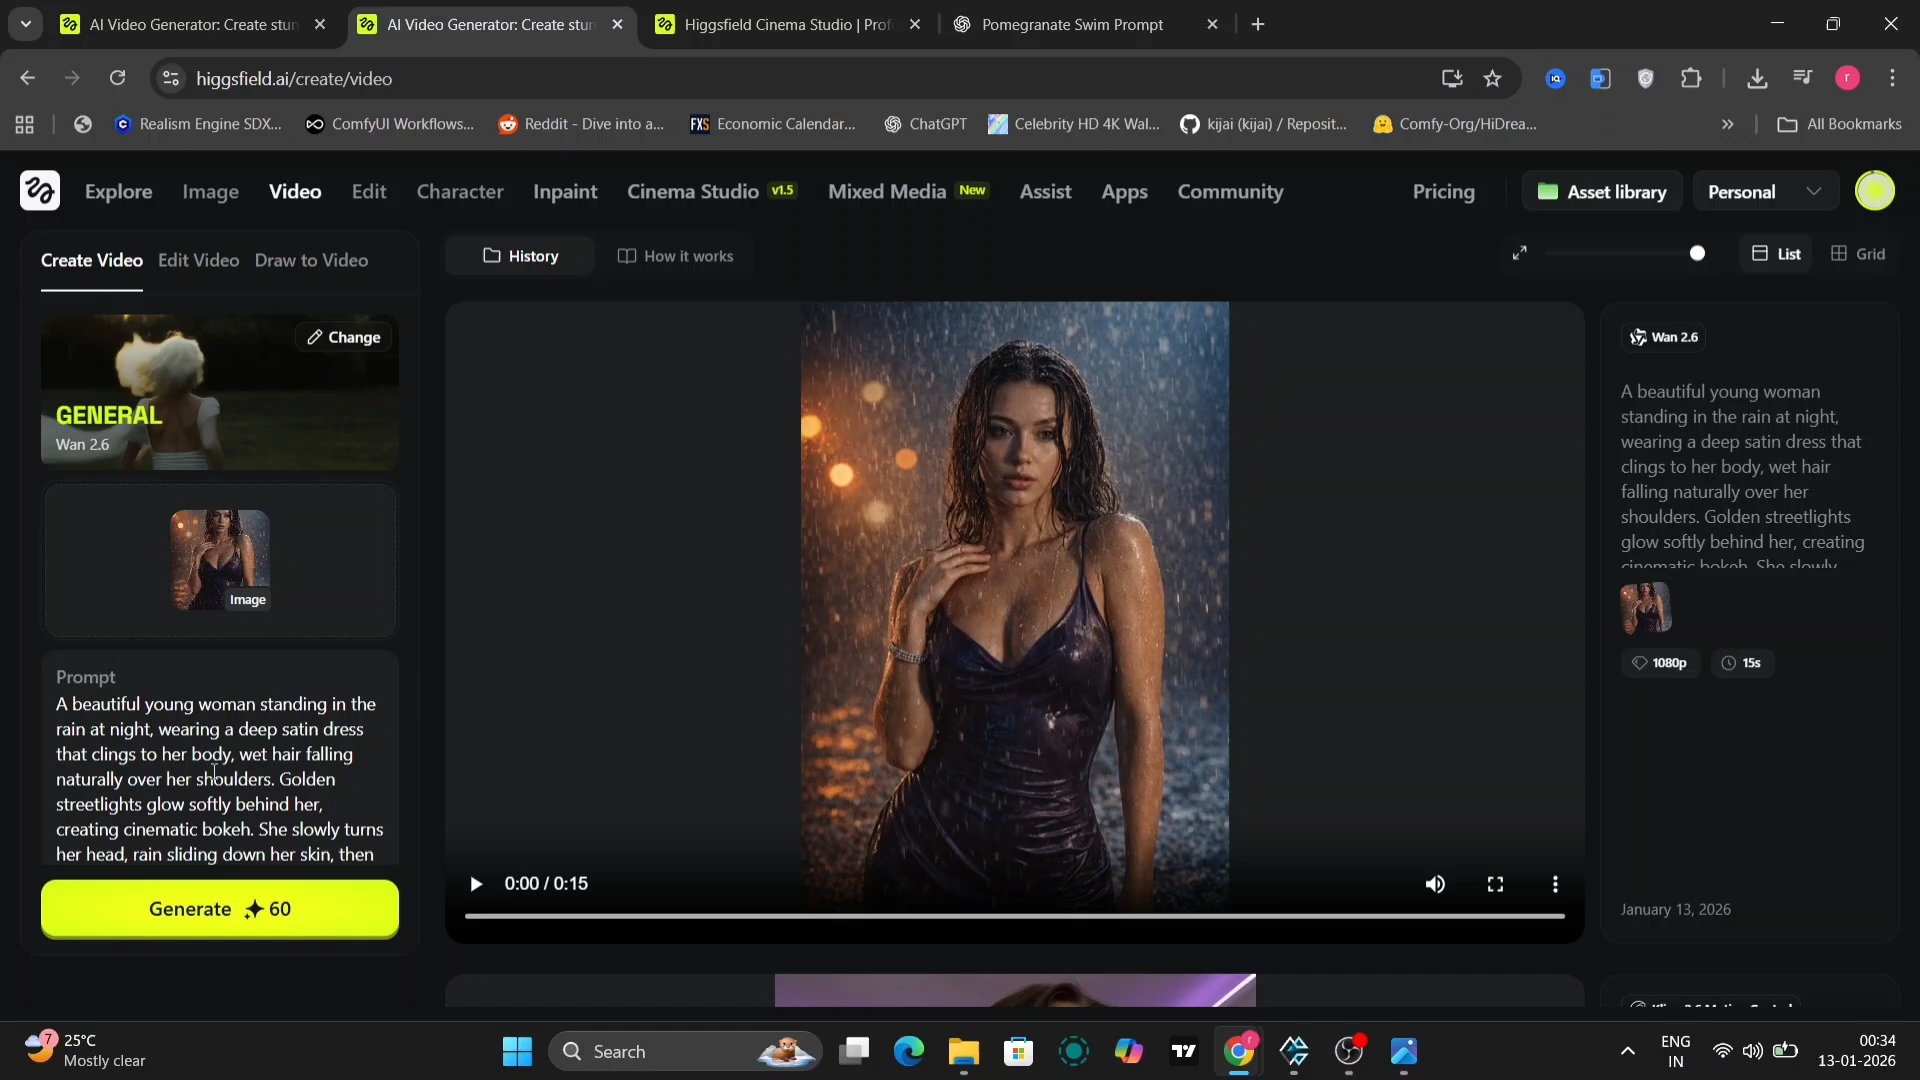 AI Video Generator: Create stun
AI Video Generator: Create stun
Higgsfield Cinema Studio | Prof
Pomegranate Swim Prompt
higgsfield.ai/create/video
Realism Engine SDX...
ComfyUI Workflows...
Reddit - Dive into a...
FXS
Economic Calendar...
ChatGPT
Celebrity HD 4K Wal...
kijai (kijai) / Reposit...
Comfy-Org/HiDrea...
All Bookmarks
Explore
Image
Video
Edit
Character
Inpaint
Cinema Studio v1.5
Mixed Media New
Assist
Apps
Community
Pricing
Asset library
Personal
Create Video
Edit Video
Draw to Video
History
How it works
List
Grid
Change
GENERAL
Wan 2.6
Image
Prompt
A beautiful young woman standing in the
rain at night, wearing a deep satin dress
that clings to her body, wet hair falling
naturally over her shoulders. Golden
streetlights glow softly behind her,
creating cinematic bokeh. She slowly turns
her head, rain sliding down her skin, then
Generate 60
0:00 / 0:15
Wan 2.6
A beautiful young woman
standing in the rain at night,
wearing a deep satin dress that
clings to her body, wet hair
falling naturally over her
shoulders. Golden streetlights
glow softly behind her, creating
cinematic bokeh. She slowly
1080p
15s
January 13, 2026
7
25°C
Mostly clear
Search
ENG
IN
00:34
13-01-2026